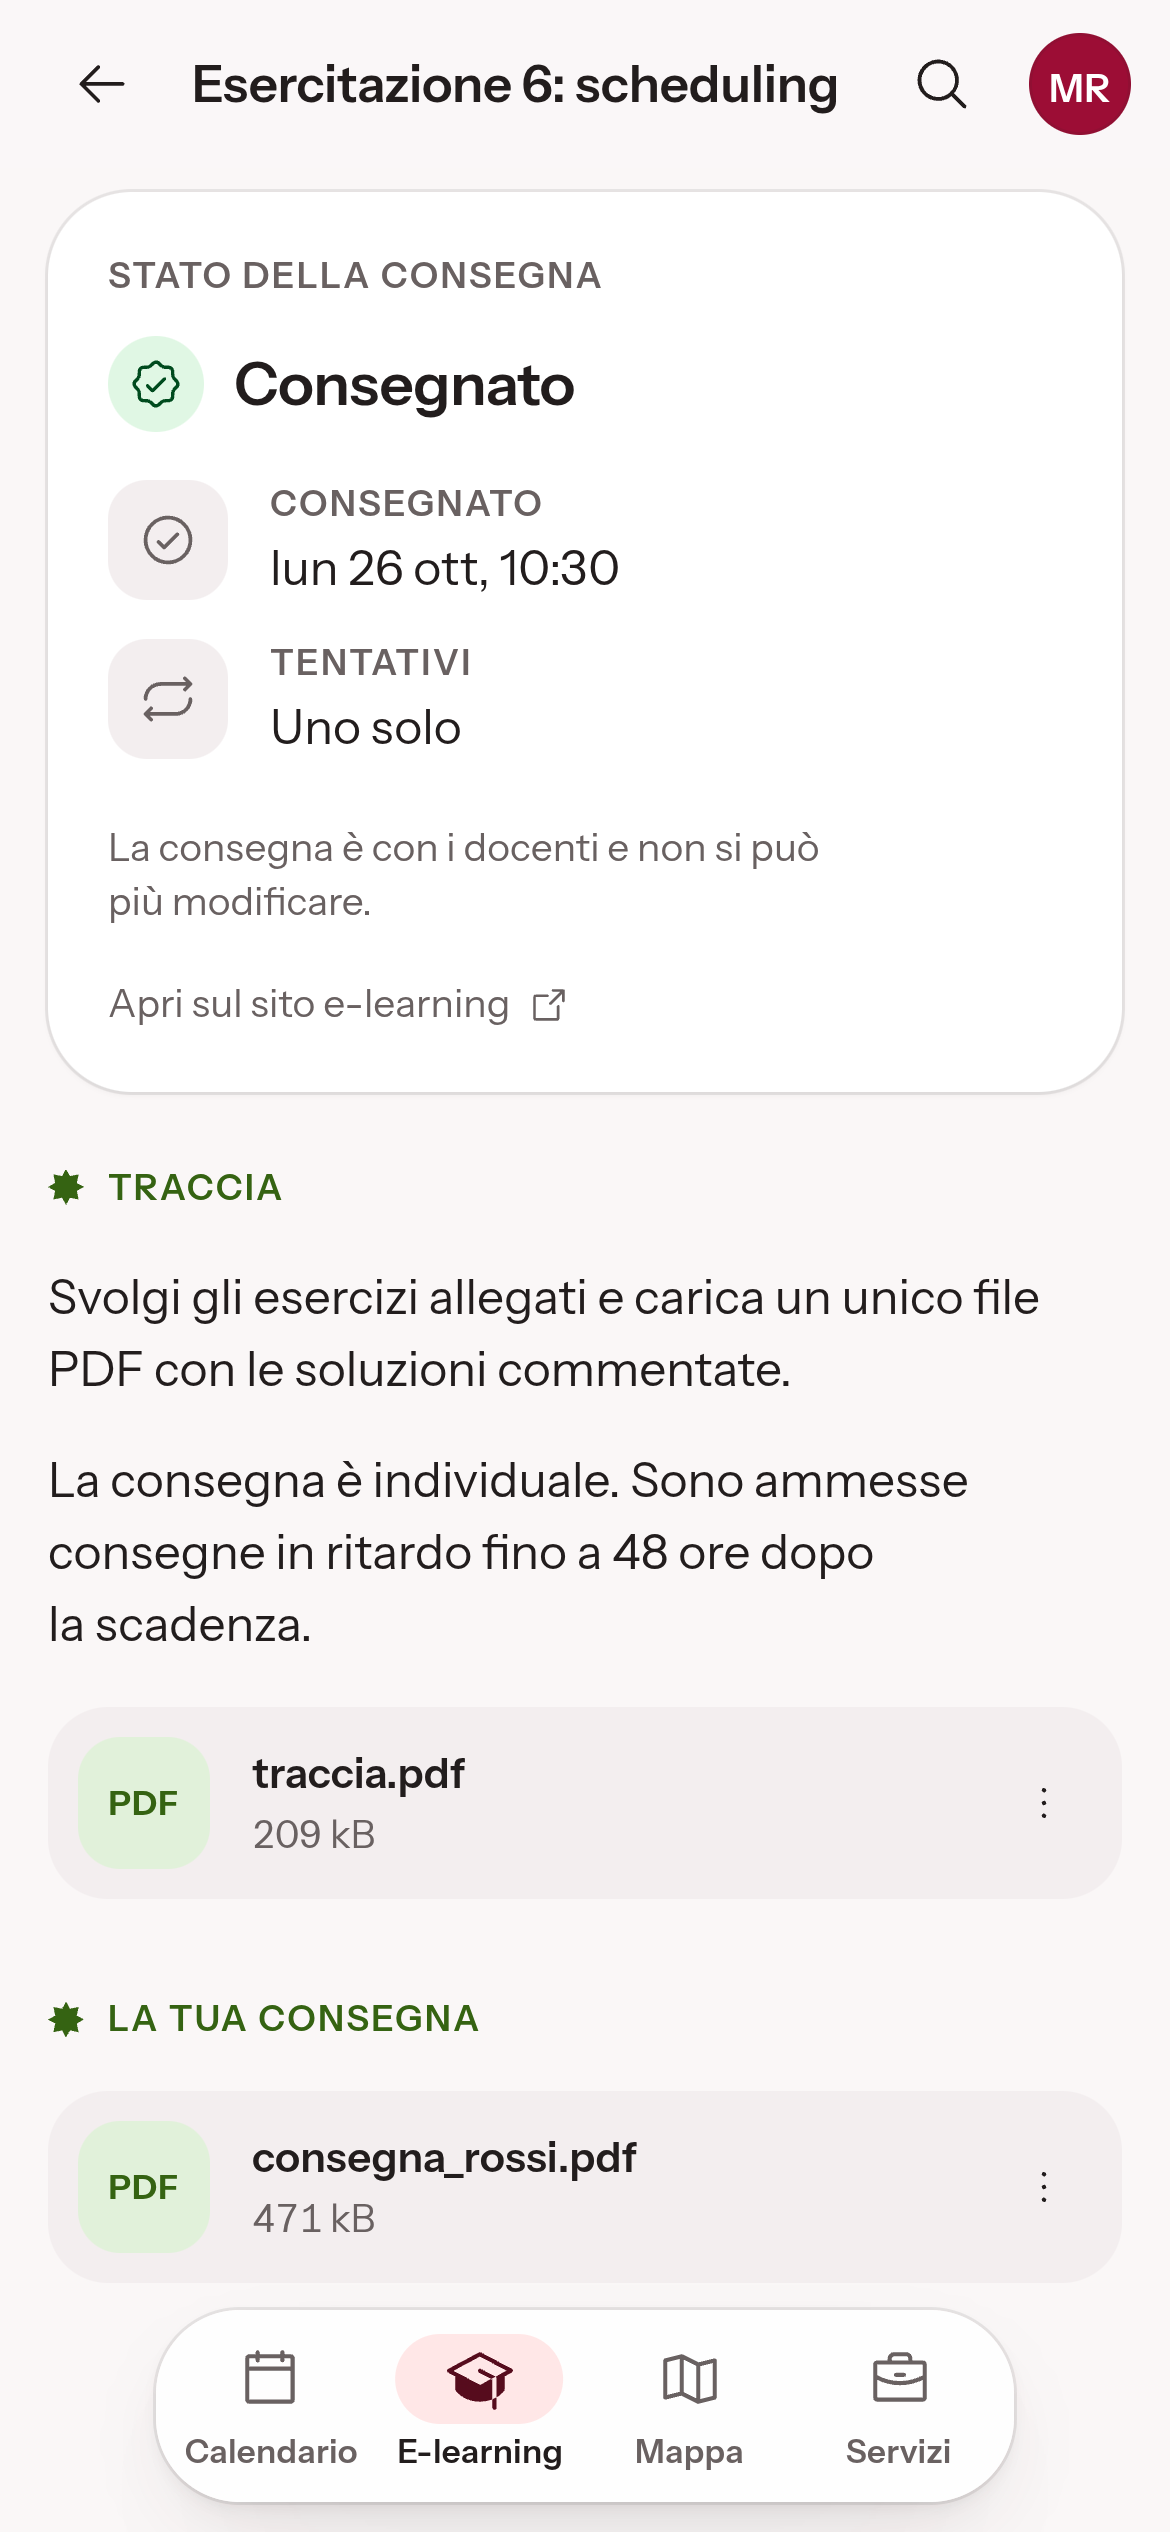 Esercitazione 6: scheduling
MR
STATO DELLA CONSEGNA
Consegnato
CONSEGNATO
lun 26 ott, 10:30
TENTATIVI
Uno solo
La consegna è con i docenti e non si può
più modificare.
Apri sul sito e-learning
TRACCIA
Svolgi gli esercizi allegati e carica un unico file
PDF con le soluzioni commentate.
La consegna è individuale. Sono ammesse
consegne in ritardo fino a 48 ore dopo
la scadenza.
PDF
traccia.pdf
209 kB
LA TUA CONSEGNA
PDF
consegna_rossi.pdf
471 kB
Calendario
E-learning
Mappa
Servizi